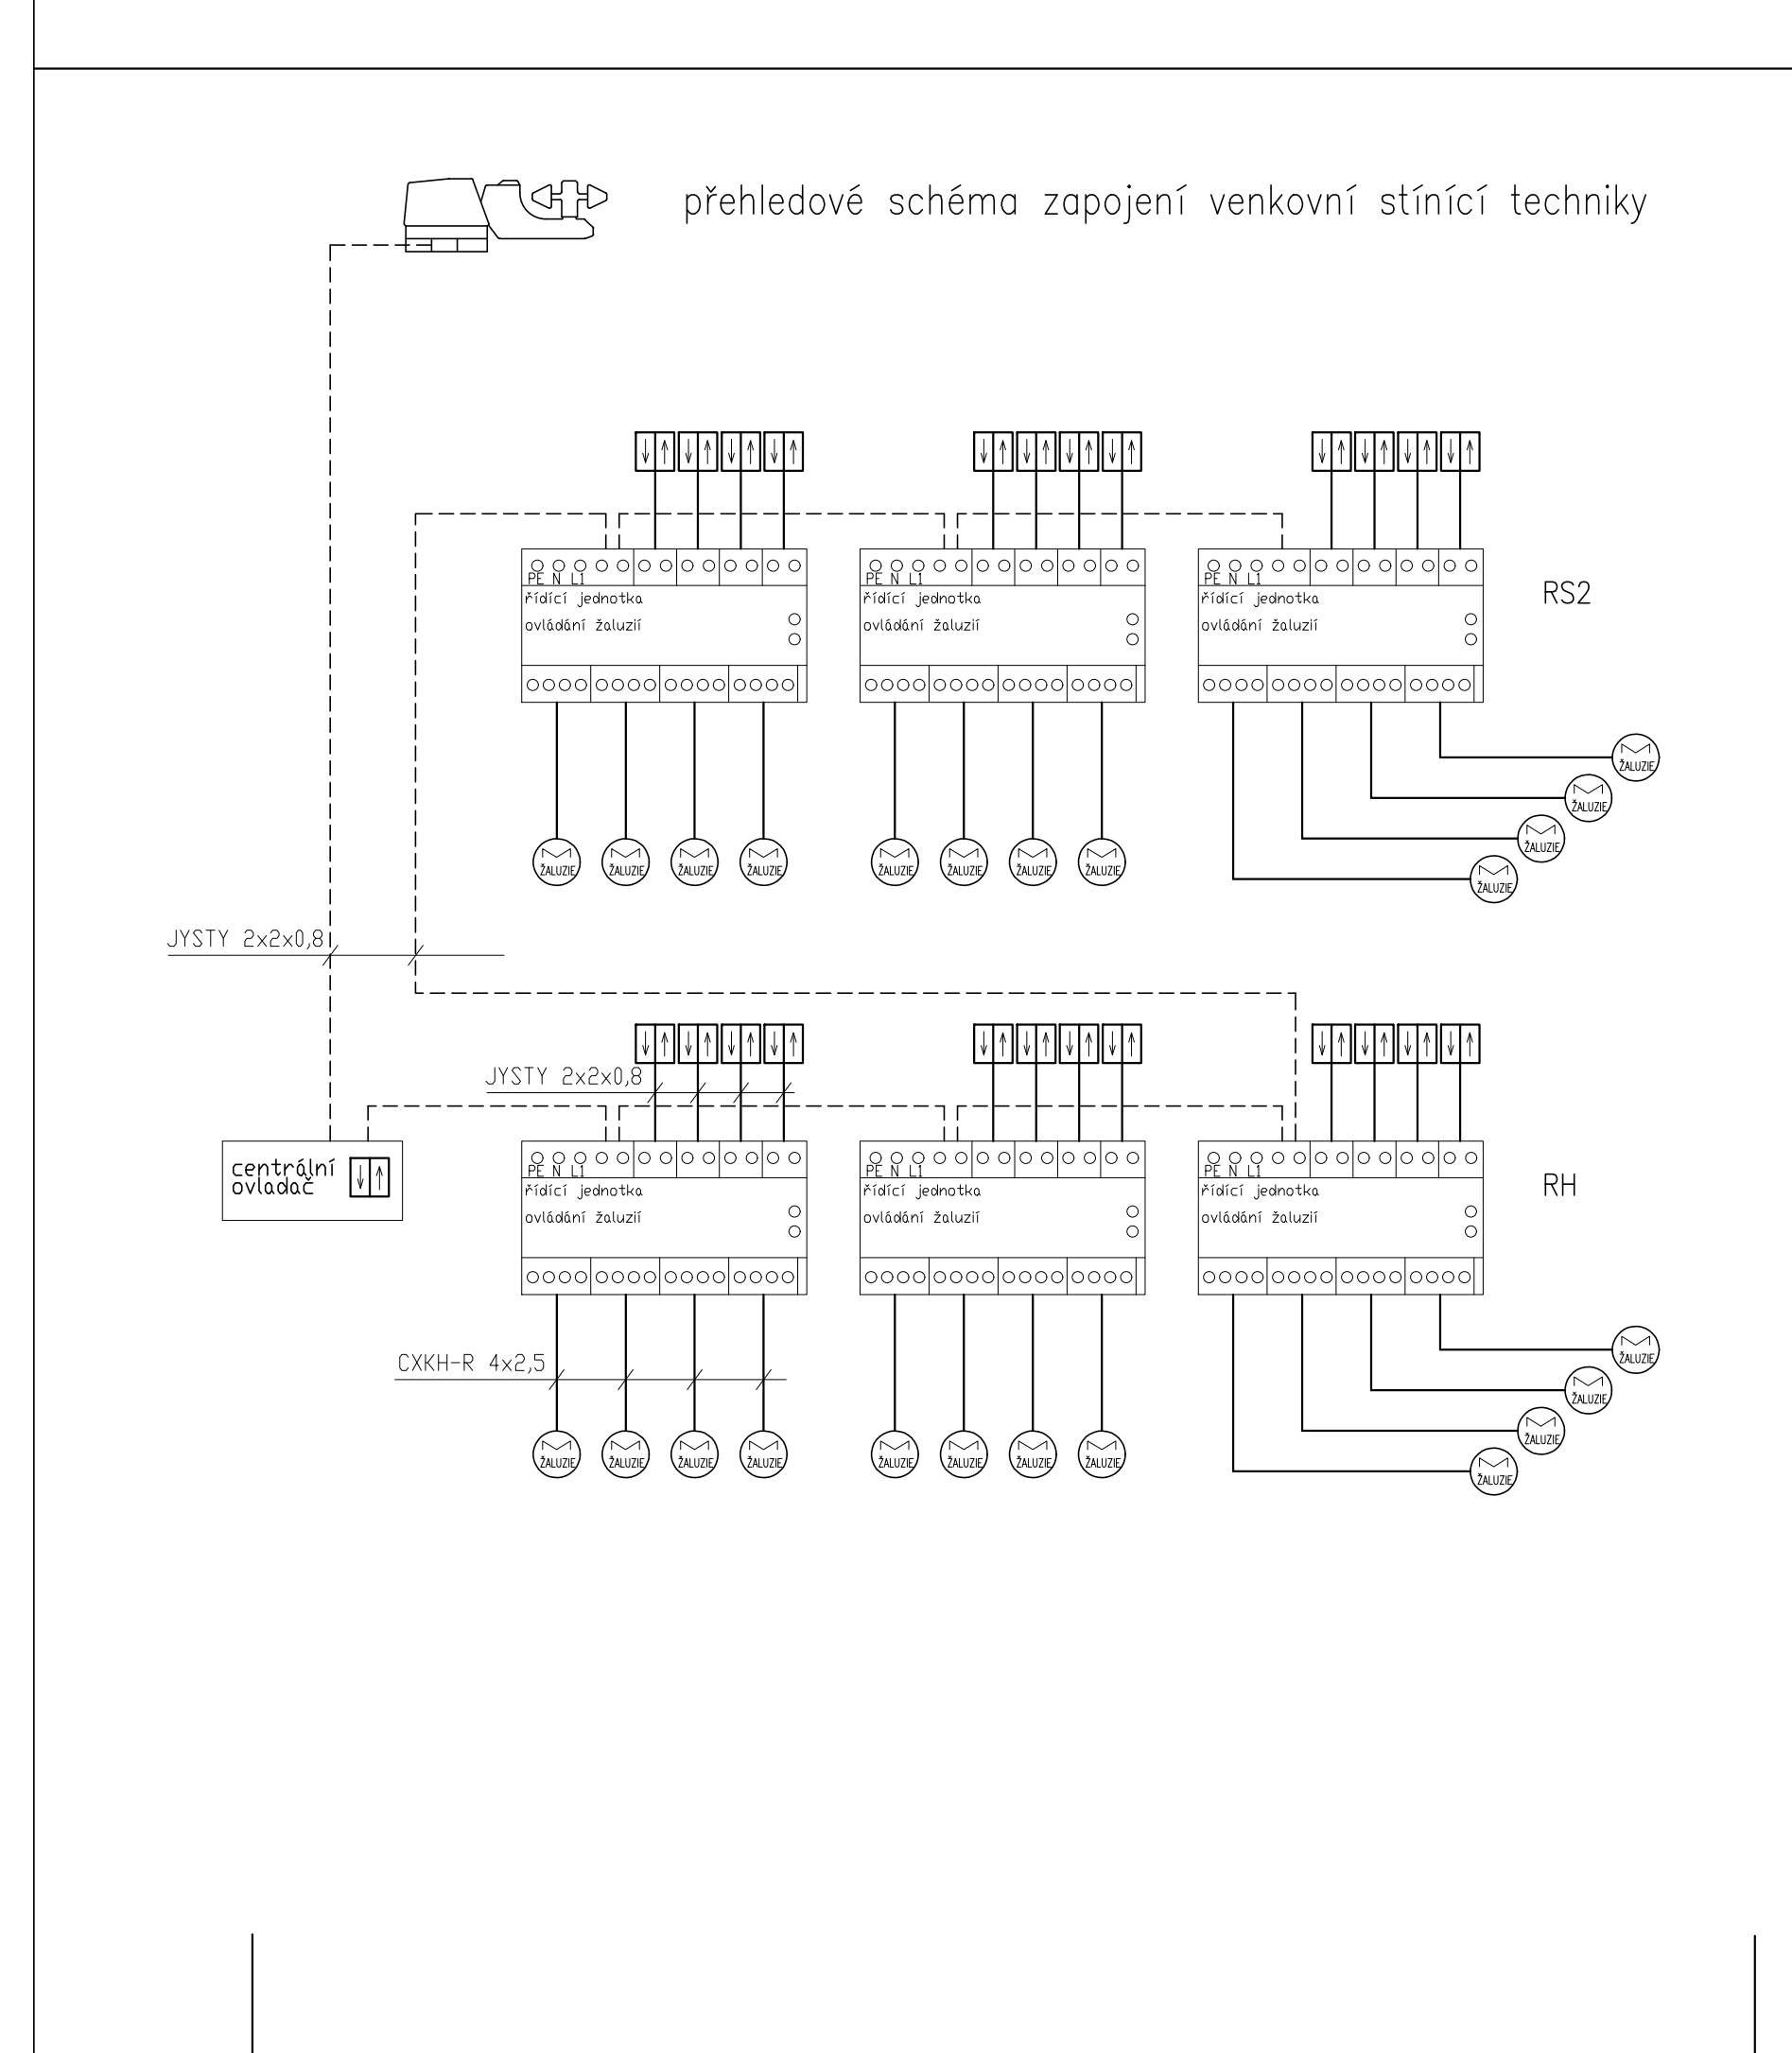 přehledové schéma zapojení venkovní stínící techniky
PE N L1
řídící jednotka
ovládání žaluzií
PE N L1
řídící jednotka
ovládání žaluzií
PE N L1
řídící jednotka
ovládání žaluzií
RS2
ŽALUZIE
ŽALUZIE
ŽALUZIE
ŽALUZIE
ŽALUZIE
ŽALUZIE
ŽALUZIE
ŽALUZIE
ŽALUZIE
ŽALUZIE
ŽALUZIE
ŽALUZIE
JYSTY 2x2x0,8
JYSTY 2x2x0,8
centrální
ovladač
PE N L1
řídící jednotka
ovládání žaluzií
PE N L1
řídící jednotka
ovládání žaluzií
PE N L1
řídící jednotka
ovládání žaluzií
RH
CXKH-R 4x2,5
ŽALUZIE
ŽALUZIE
ŽALUZIE
ŽALUZIE
ŽALUZIE
ŽALUZIE
ŽALUZIE
ŽALUZIE
ŽALUZIE
ŽALUZIE
ŽALUZIE
ŽALUZIE